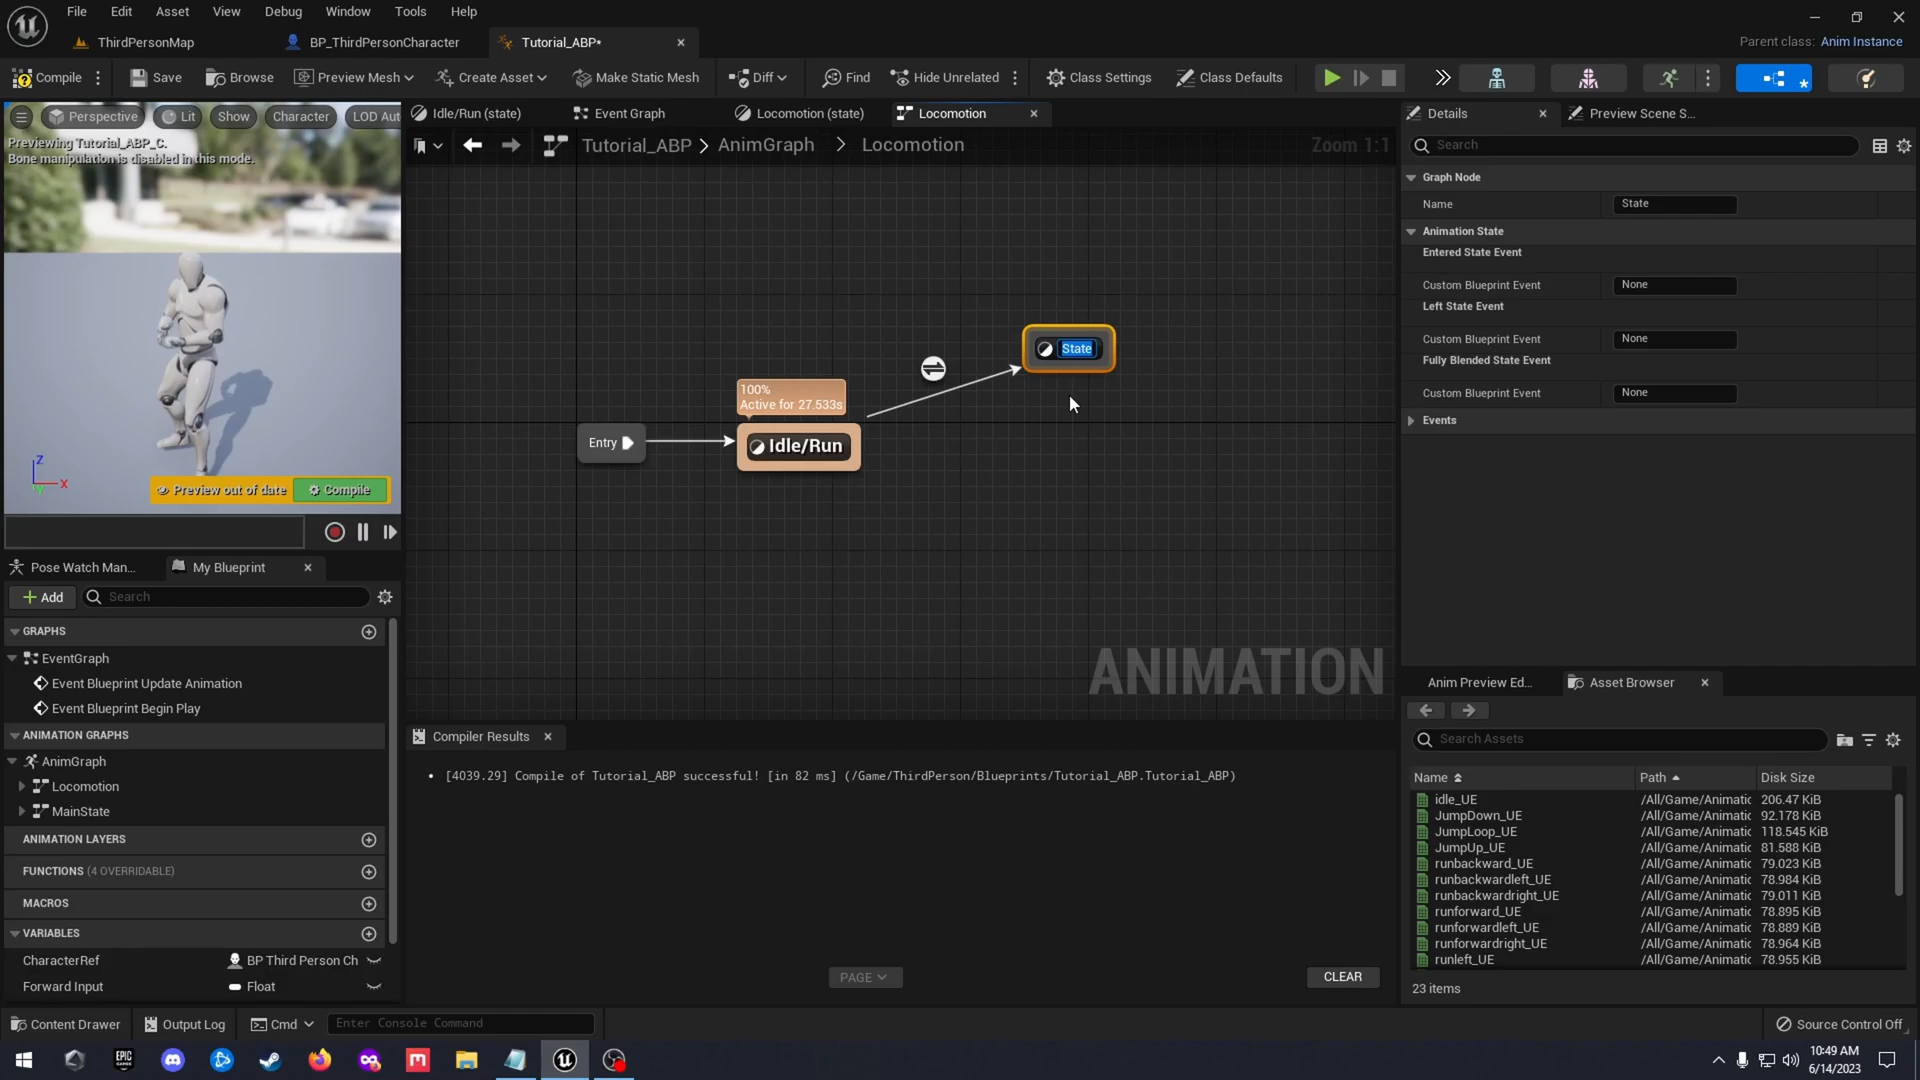 File Edit Asset View Debug Window Tools Help
ThirdPersonMap BP_ThirdPersonCharacter Tutorial_ABP*
Parent class: Anim Instance
Compile Save Browse Preview Mesh Create Asset Make Static Mesh Diff Find Hide Unrelated Class Settings Class Defaults
Perspective Lit Show Character LOD Aut
Previewing Tutorial_ABP_C.
Bone manipulation is disabled in this mode.
Z
X
Preview out of date Compile
Idle/Run (state) Event Graph Locomotion (state) Locomotion
Tutorial_ABP > AnimGraph > Locomotion
Zoom 1:1
State
100%
Active for 27.533s
Entry
Idle/Run
ANIMATION
Compiler Results
• [4039.29] Compile of Tutorial_ABP successful! [in 82 ms] (/Game/ThirdPerson/Blueprints/Tutorial_ABP.Tutorial_ABP)
PAGE
CLEAR
Pose Watch Man... My Blueprint
Add Search
GRAPHS
EventGraph
Event Blueprint Update Animation
Event Blueprint Begin Play
ANIMATION GRAPHS
AnimGraph
Locomotion
MainState
ANIMATION LAYERS
FUNCTIONS (4 OVERRIDABLE)
MACROS
VARIABLES
CharacterRef BP Third Person Ch
Forward Input Float
Details Preview Scene S...
Search
Graph Node
Name State
Animation State
Entered State Event
Custom Blueprint Event None
Left State Event
Custom Blueprint Event None
Fully Blended State Event
Custom Blueprint Event None
Events
Anim Preview Ed... Asset Browser
Search Assets
Name Path Disk Size
idle_UE /All/Game/Animatic 206.47 KiB
JumpDown_UE /All/Game/Animatic 92.178 KiB
JumpLoop_UE /All/Game/Animatic 118.545 KiB
JumpUp_UE /All/Game/Animatic 81.588 KiB
runbackward_UE /All/Game/Animatic 79.023 KiB
runbackwardleft_UE /All/Game/Animatic 78.984 KiB
runbackwardright_UE /All/Game/Animatic 79.011 KiB
runforward_UE /All/Game/Animatic 78.895 KiB
runforwardleft_UE /All/Game/Animatic 78.889 KiB
runforwardright_UE /All/Game/Animatic 78.964 KiB
runleft_UE /All/Game/Animatic 78.955 KiB
23 items
Content Drawer Output Log Cmd Enter Console Command Source Control Off
EPIC GAMES
10:49 AM
6/14/2023